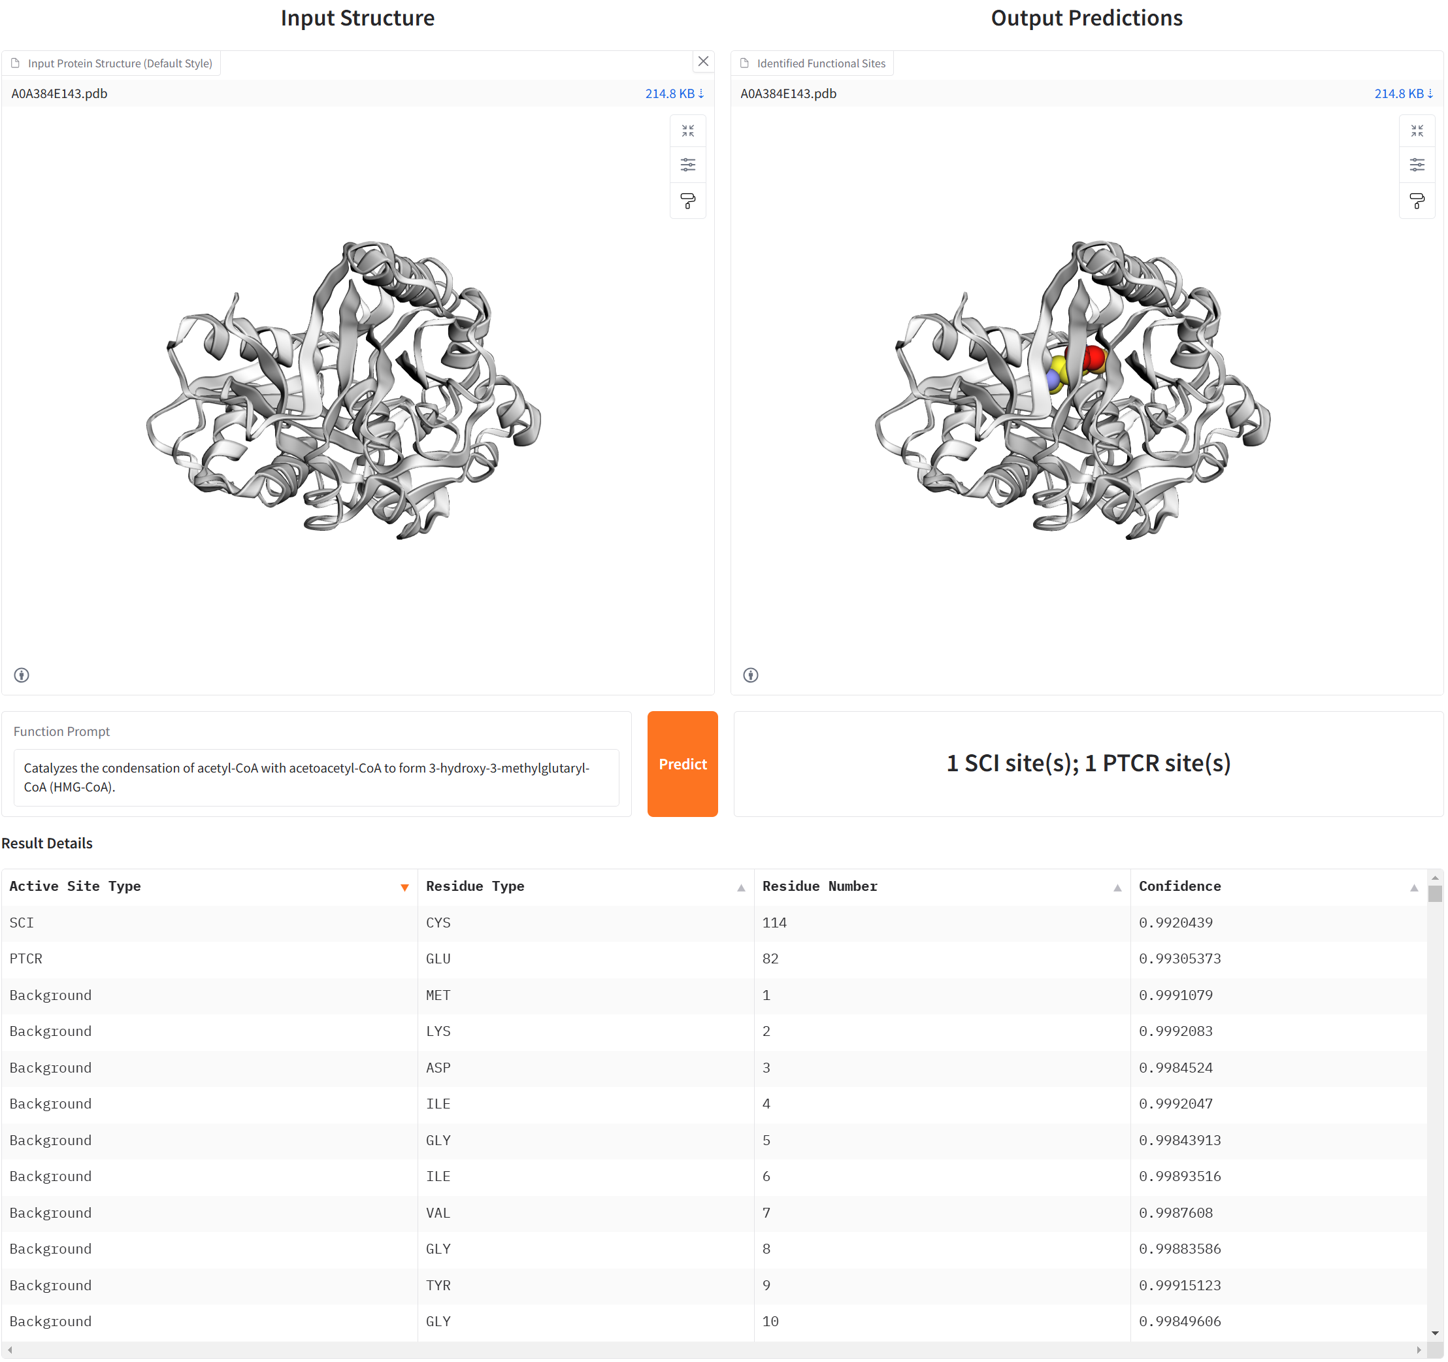 Input Structure
Output Predictions
Input Protein Structure (Default Style)
Identified Functional Sites
A0A384E143.pdb
214.8 KB ↓
A0A384E143.pdb
214.8 KB ↓
Function Prompt
Catalyzes the condensation of acetyl-CoA with acetoacetyl-CoA to form 3-hydroxy-3-methylglutaryl-
CoA (HMG-CoA).
Predict
1 SCI site(s); 1 PTCR site(s)
Result Details
Active Site Type Residue Type Residue Number Confidence
SCI CYS 114 0.9920439
PTCR GLU 82 0.99305373
Background MET 1 0.9991079
Background LYS 2 0.9992083
Background ASP 3 0.9984524
Background ILE 4 0.9992047
Background GLY 5 0.99843913
Background ILE 6 0.99893516
Background VAL 7 0.9987608
Background GLY 8 0.99883586
Background TYR 9 0.99915123
Background GLY 10 0.99849606